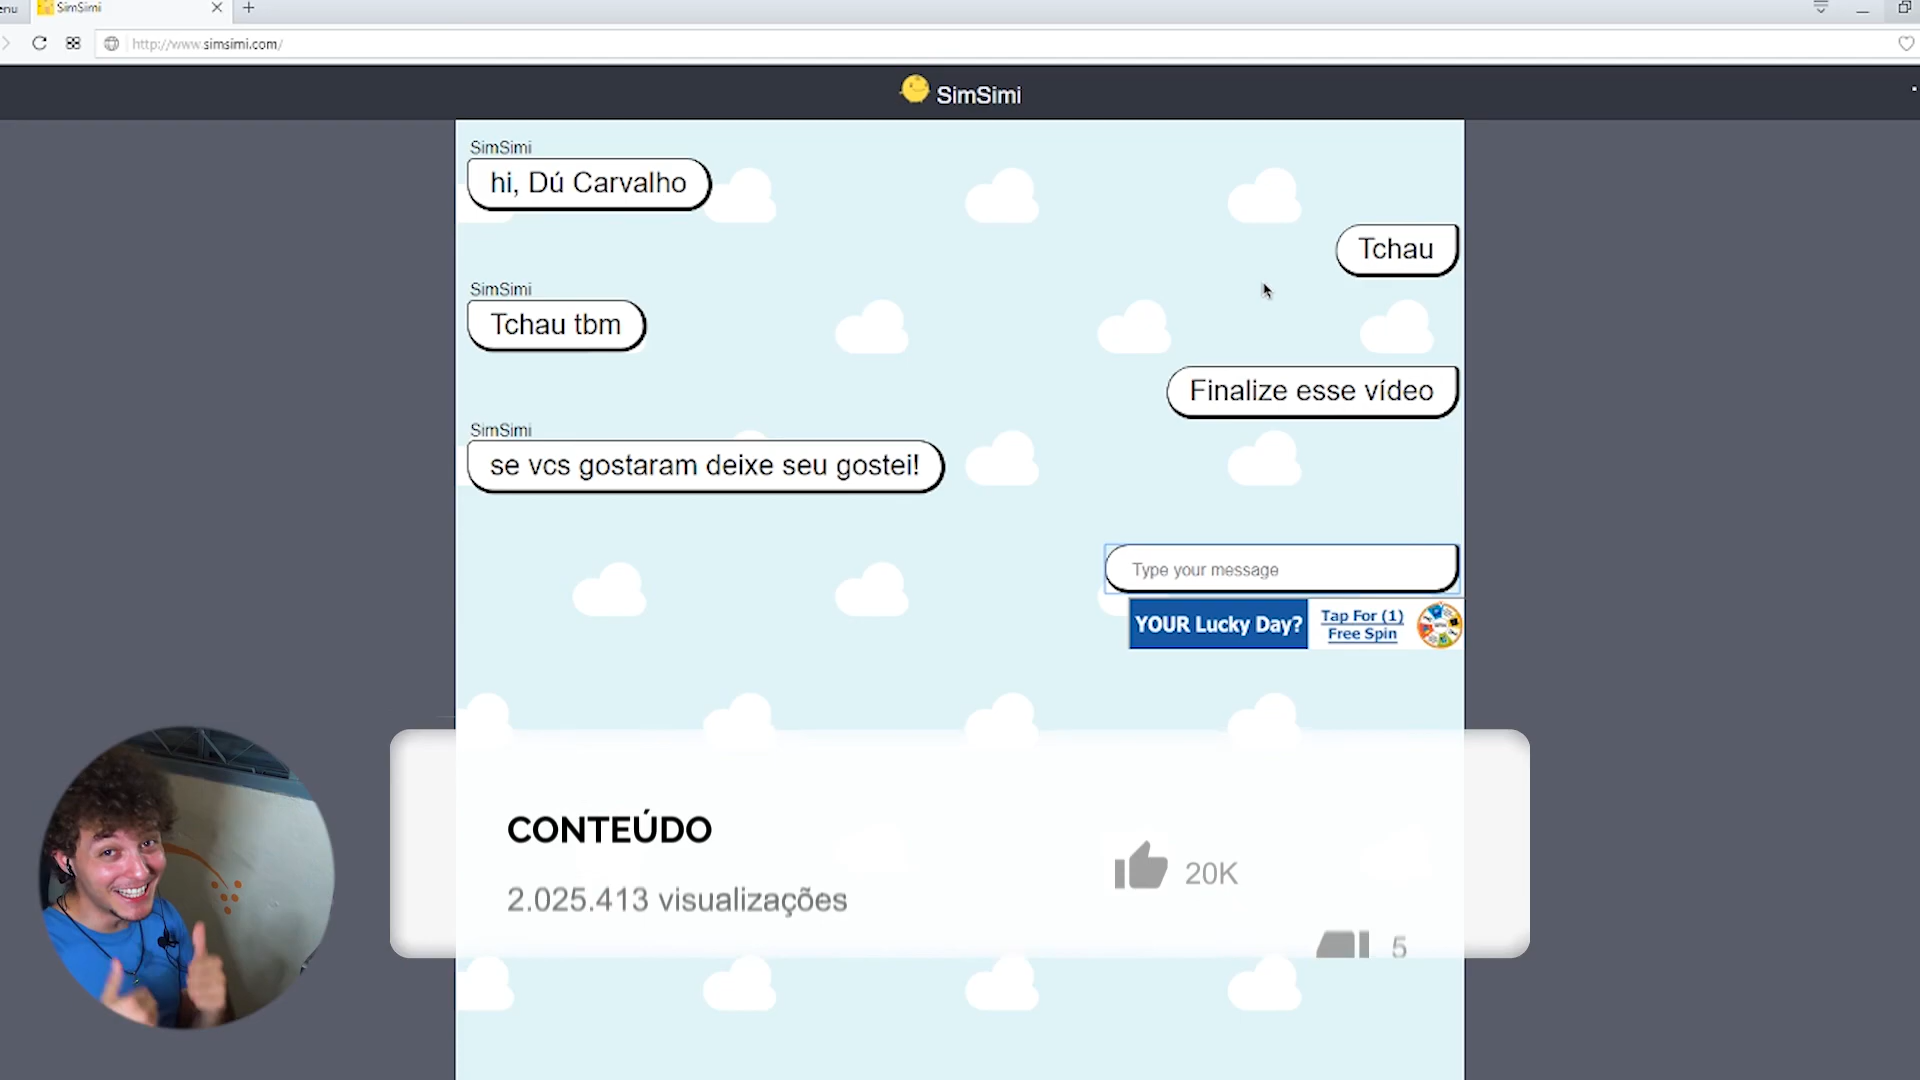 enu
SimSimi
http://www.simsimi.com/
SimSimi
SimSimi
hi, Dú Carvalho
Tchau
SimSimi
Tchau tbm
Finalize esse vídeo
SimSimi
se vcs gostaram deixe seu gostei!
Type your message
YOUR Lucky Day?
Tap For (1)
Free Spin
CONTEÚDO
2.025.413 visualizações
20K
5